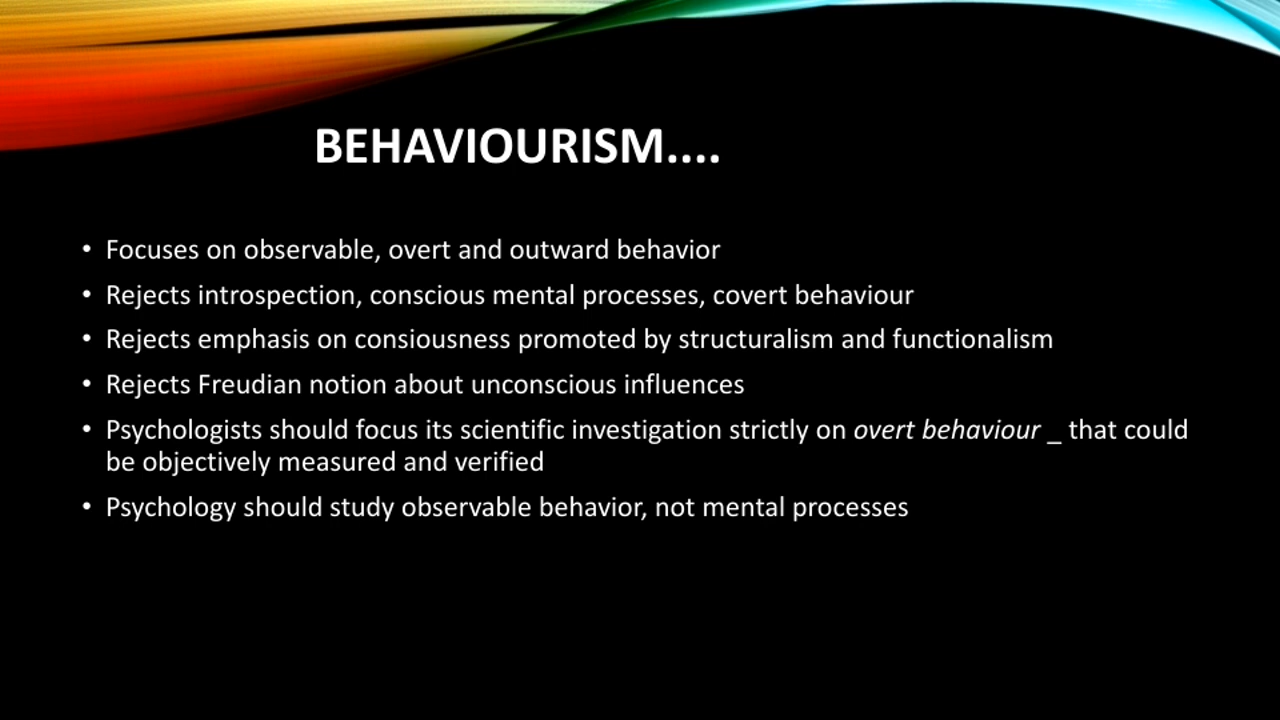 BEHAVIOURISM....
• Focuses on observable, overt and outward behavior
• Rejects introspection, conscious mental processes, covert behaviour
• Rejects emphasis on consiousness promoted by structuralism and functionalism
• Rejects Freudian notion about unconscious influences
• Psychologists should focus its scientific investigation strictly on overt behaviour _ that could
be objectively measured and verified
• Psychology should study observable behavior, not mental processes